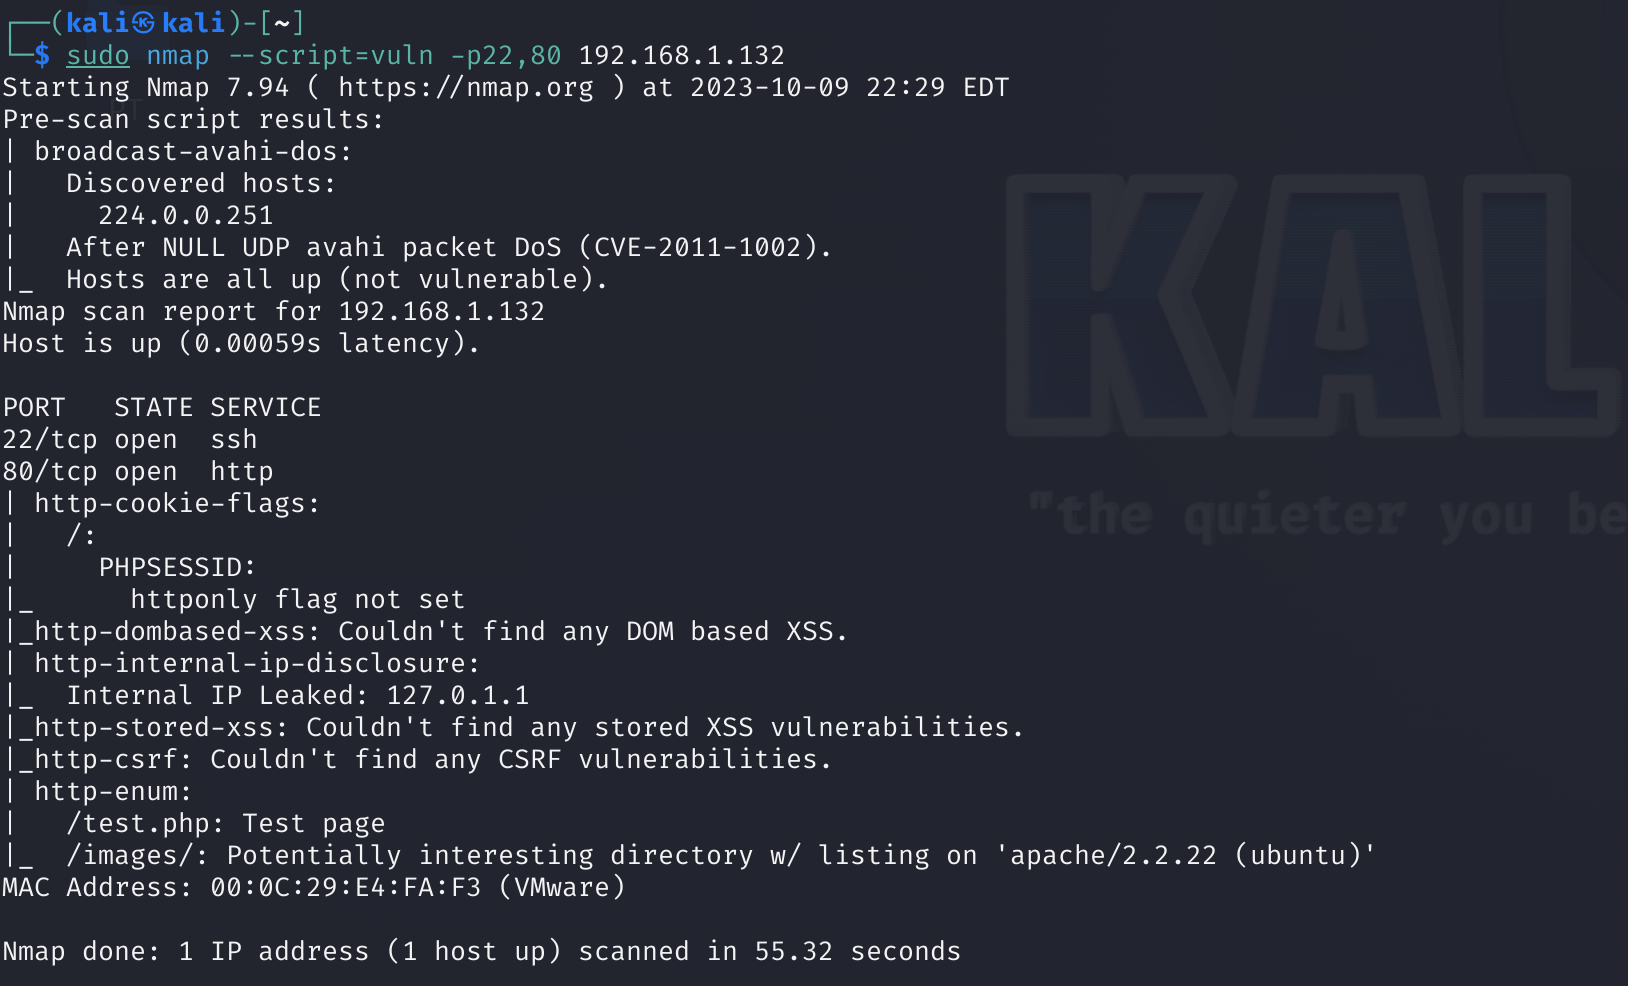 ┌──(kali㉿kali)-[~]
└─$ sudo nmap --script=vuln -p22,80 192.168.1.132
Starting Nmap 7.94 ( https://nmap.org ) at 2023-10-09 22:29 EDT
Pre-scan script results:
| broadcast-avahi-dos:
|   Discovered hosts:
|     224.0.0.251
|   After NULL UDP avahi packet DoS (CVE-2011-1002).
|_  Hosts are all up (not vulnerable).
Nmap scan report for 192.168.1.132
Host is up (0.00059s latency).

PORT   STATE SERVICE
22/tcp open  ssh
80/tcp open  http
| http-cookie-flags:
|   /:
|     PHPSESSID:
|_      httponly flag not set
|_http-dombased-xss: Couldn't find any DOM based XSS.
| http-internal-ip-disclosure:
|_  Internal IP Leaked: 127.0.1.1
|_http-stored-xss: Couldn't find any stored XSS vulnerabilities.
|_http-csrf: Couldn't find any CSRF vulnerabilities.
| http-enum:
|   /test.php: Test page
|_  /images/: Potentially interesting directory w/ listing on 'apache/2.2.22 (ubuntu)'
MAC Address: 00:0C:29:E4:FA:F3 (VMware)

Nmap done: 1 IP address (1 host up) scanned in 55.32 seconds
KAL
"the quieter you be